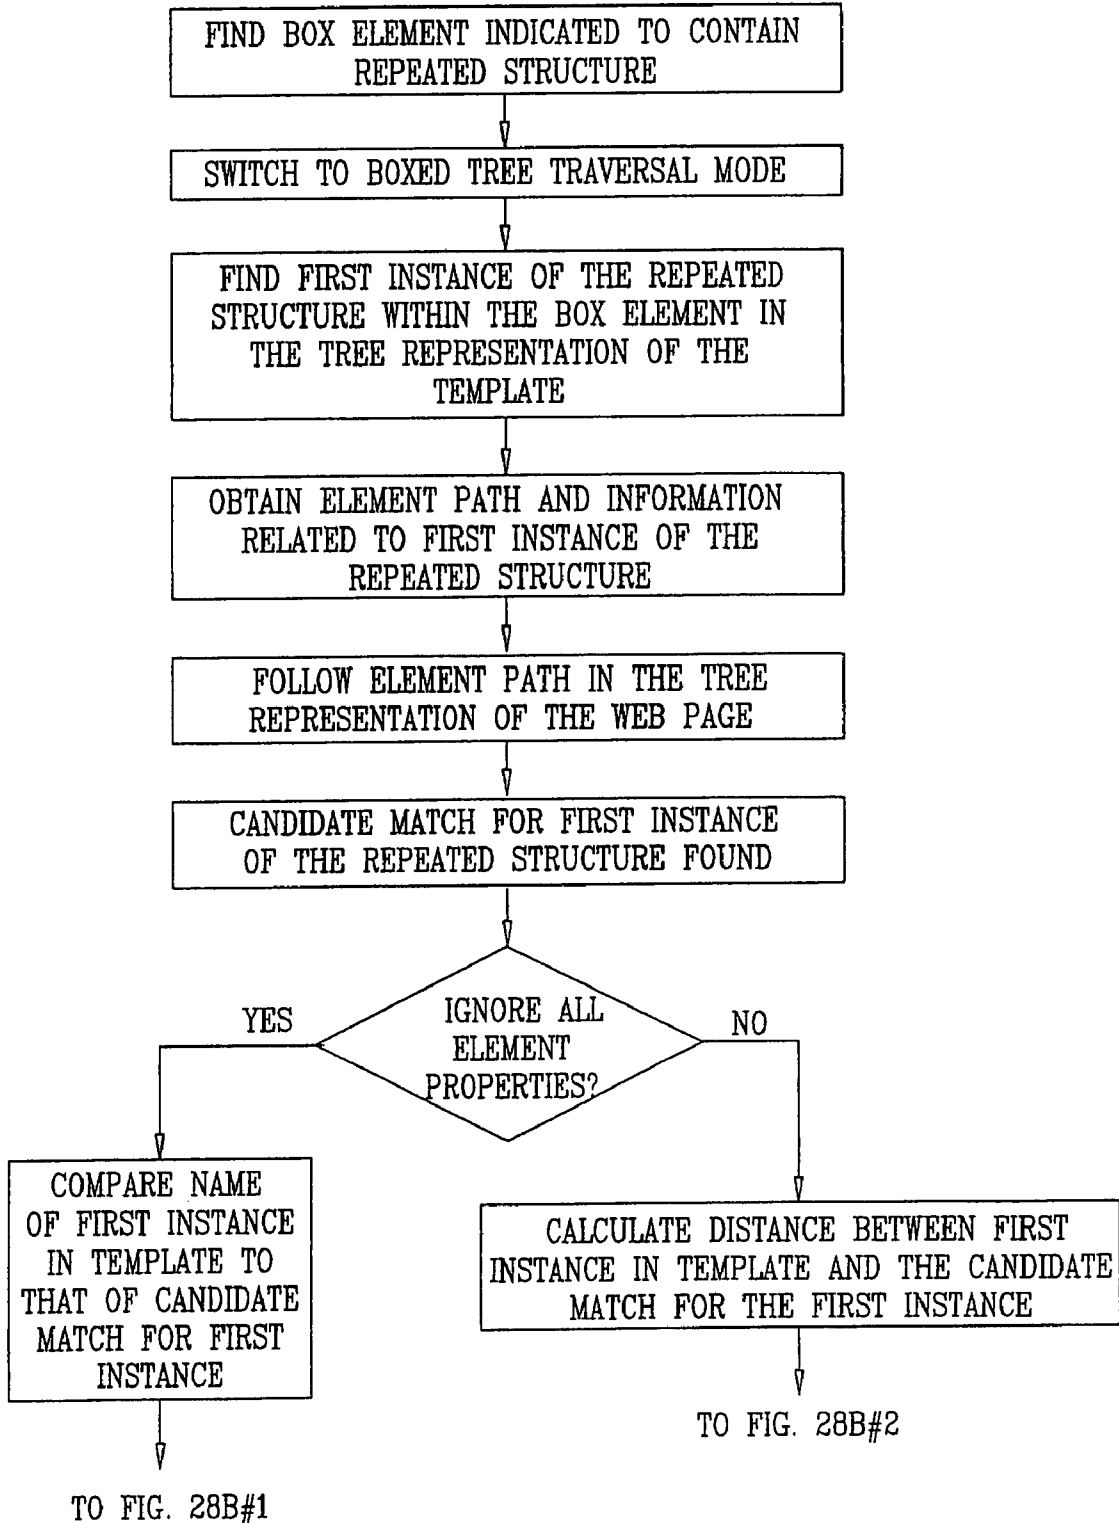 FIND BOX ELEMENT INDICATED TO CONTAIN
REPEATED STRUCTURE
SWITCH TO BOXED TREE TRAVERSAL MODE
FIND FIRST INSTANCE OF THE REPEATED
STRUCTURE WITHIN THE BOX ELEMENT IN
THE TREE REPRESENTATION OF THE
TEMPLATE
OBTAIN ELEMENT PATH AND INFORMATION
RELATED TO FIRST INSTANCE OF THE
REPEATED STRUCTURE
FOLLOW ELEMENT PATH IN THE TREE
REPRESENTATION OF THE WEB PAGE
CANDIDATE MATCH FOR FIRST INSTANCE
OF THE REPEATED STRUCTURE FOUND
IGNORE ALL
ELEMENT
PROPERTIES?
YES
NO
COMPARE NAME
OF FIRST INSTANCE
IN TEMPLATE TO
THAT OF CANDIDATE
MATCH FOR FIRST
INSTANCE
CALCULATE DISTANCE BETWEEN FIRST
INSTANCE IN TEMPLATE AND THE CANDIDATE
MATCH FOR THE FIRST INSTANCE
TO FIG. 28B#2
TO FIG. 28B#1